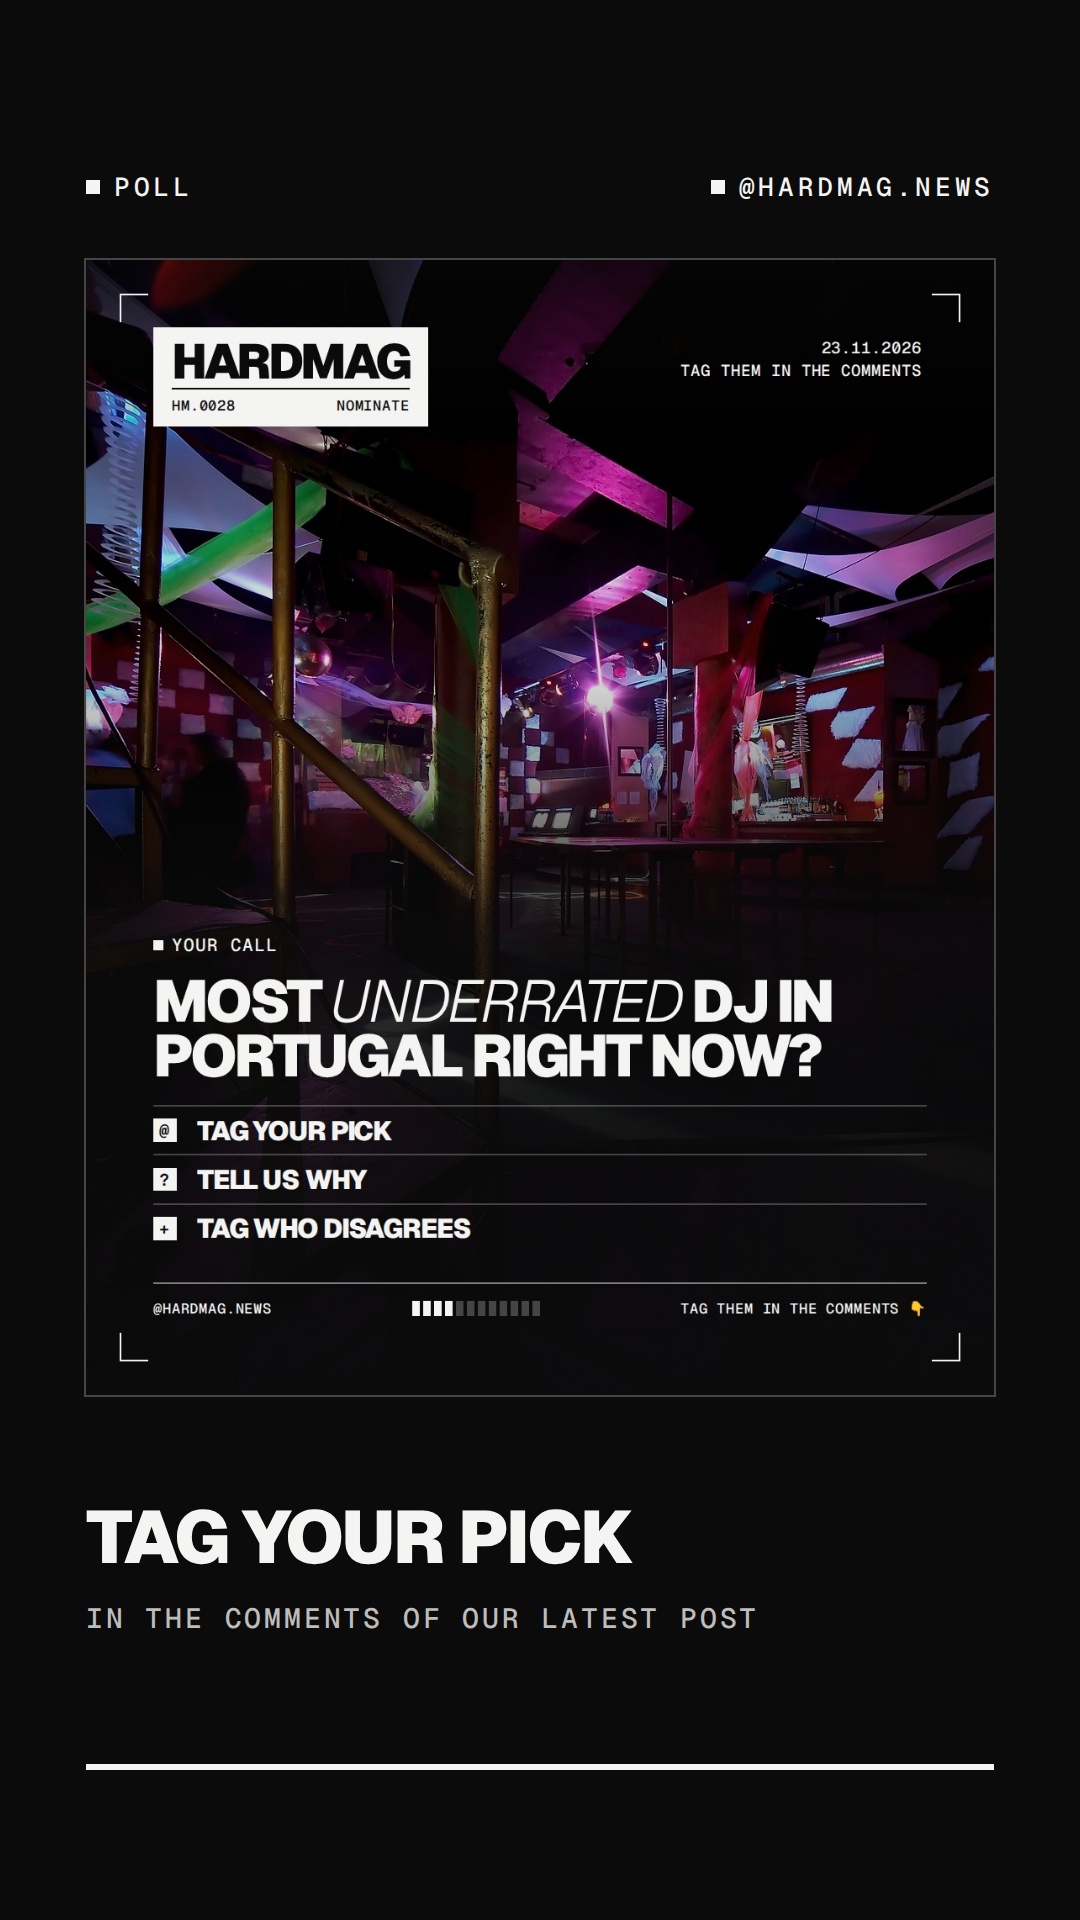 POLL
@HARDMAG.NEWS
HARDMAG
HM.0028 NOMINATE
23.11.2026
TAG THEM IN THE COMMENTS
YOUR CALL
MOST UNDERRATED DJ IN
PORTUGAL RIGHT NOW?
@ TAG YOUR PICK
? TELL US WHY
+ TAG WHO DISAGREES
@HARDMAG.NEWS
TAG THEM IN THE COMMENTS 👇
TAG YOUR PICK
IN THE COMMENTS OF OUR LATEST POST